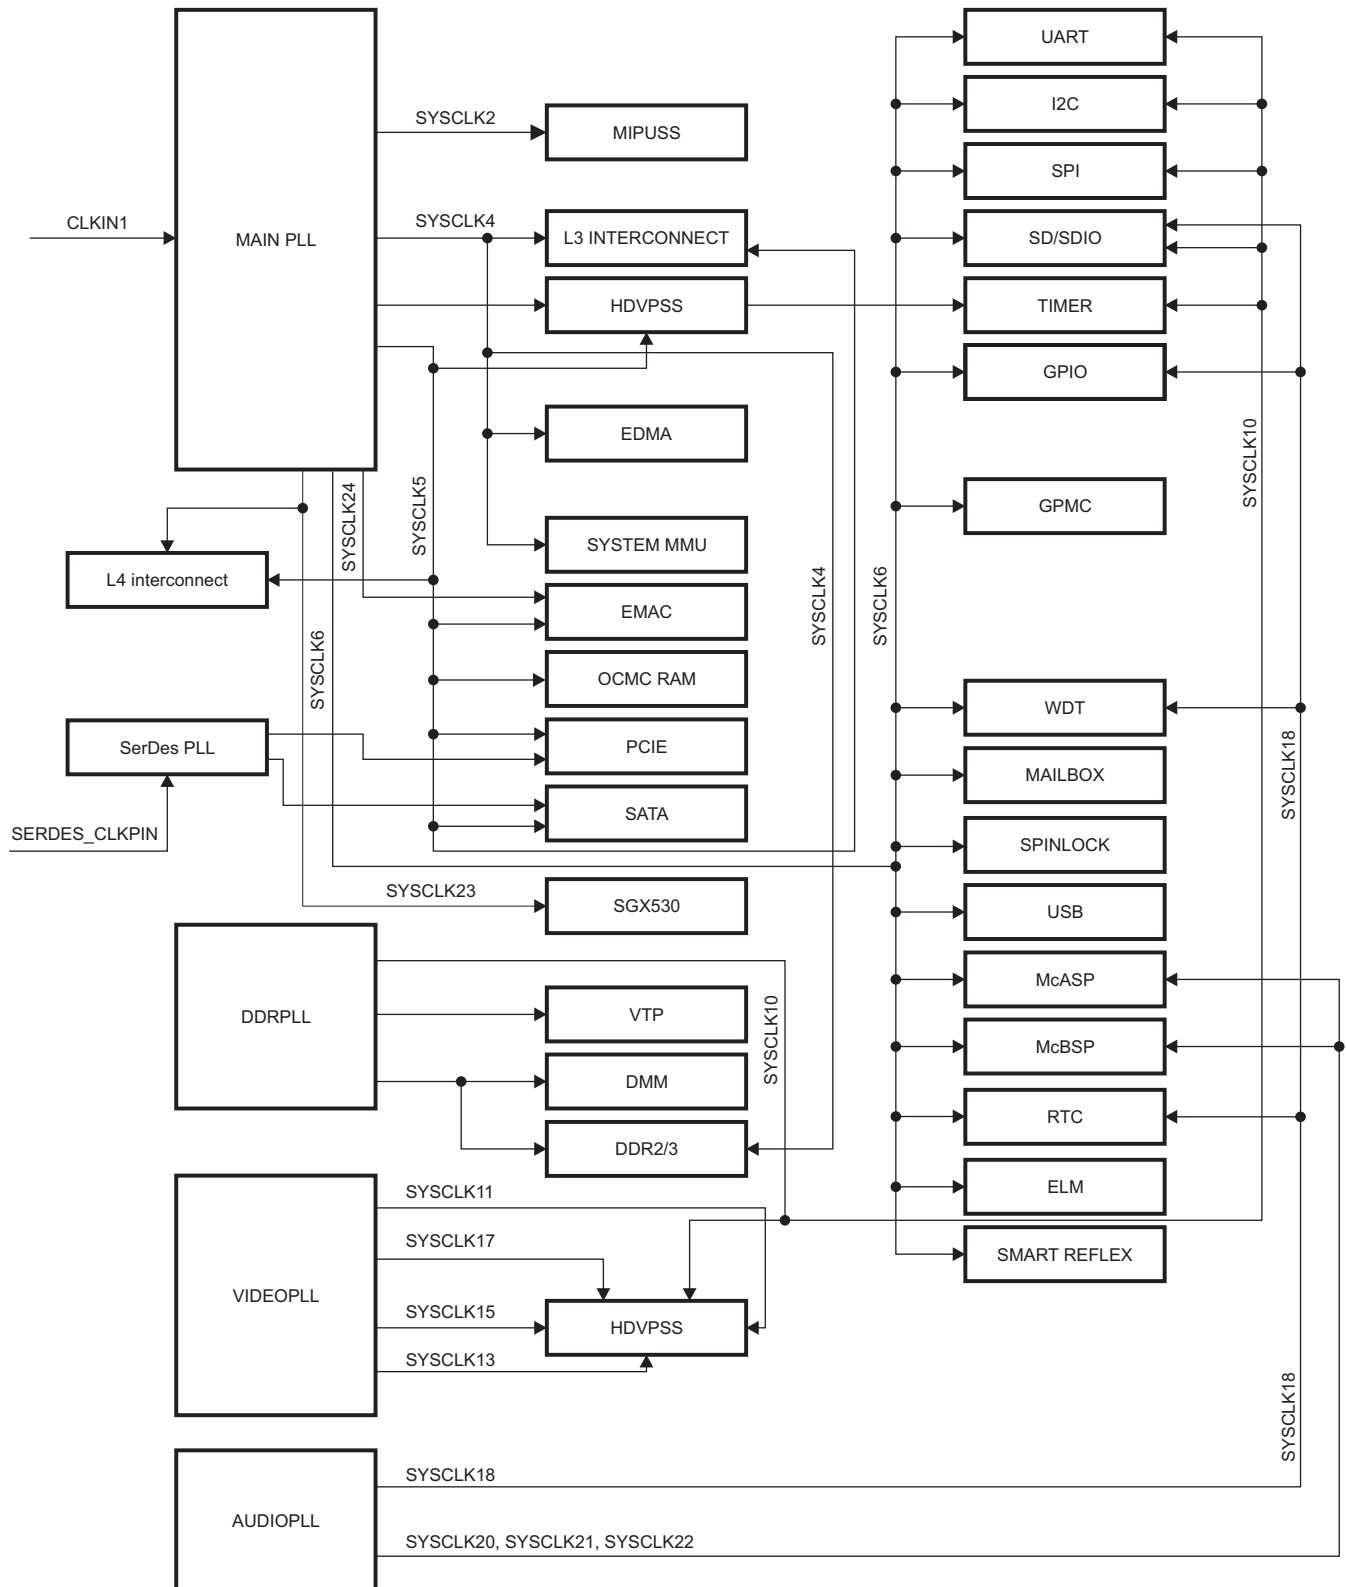 UART
I2C
SYSCLK2
MIPUSS
SPI
CLKIN1
SYSCLK4
MAIN PLL
L3 INTERCONNECT
SD/SDIO
HDVPSS
TIMER
GPIO
EDMA
SYSCLK10
SYSCLK24
SYSCLK5
GPMC
SYSTEM MMU
L4 interconnect
SYSCLK4
SYSCLK6
EMAC
SYSCLK6
OCMC RAM
WDT
SerDes PLL
PCIE
SYSCLK18
MAILBOX
SATA
SERDES_CLKPIN
SPINLOCK
SYSCLK23
SGX530
USB
McASP
DDRPLL
VTP
SYSCLK10
McBSP
DMM
RTC
DDR2/3
SYSCLK11
ELM
SYSCLK17
SMART REFLEX
VIDEOPLL
SYSCLK15
HDVPSS
SYSCLK13
SYSCLK18
SYSCLK18
AUDIOPLL
SYSCLK20, SYSCLK21, SYSCLK22